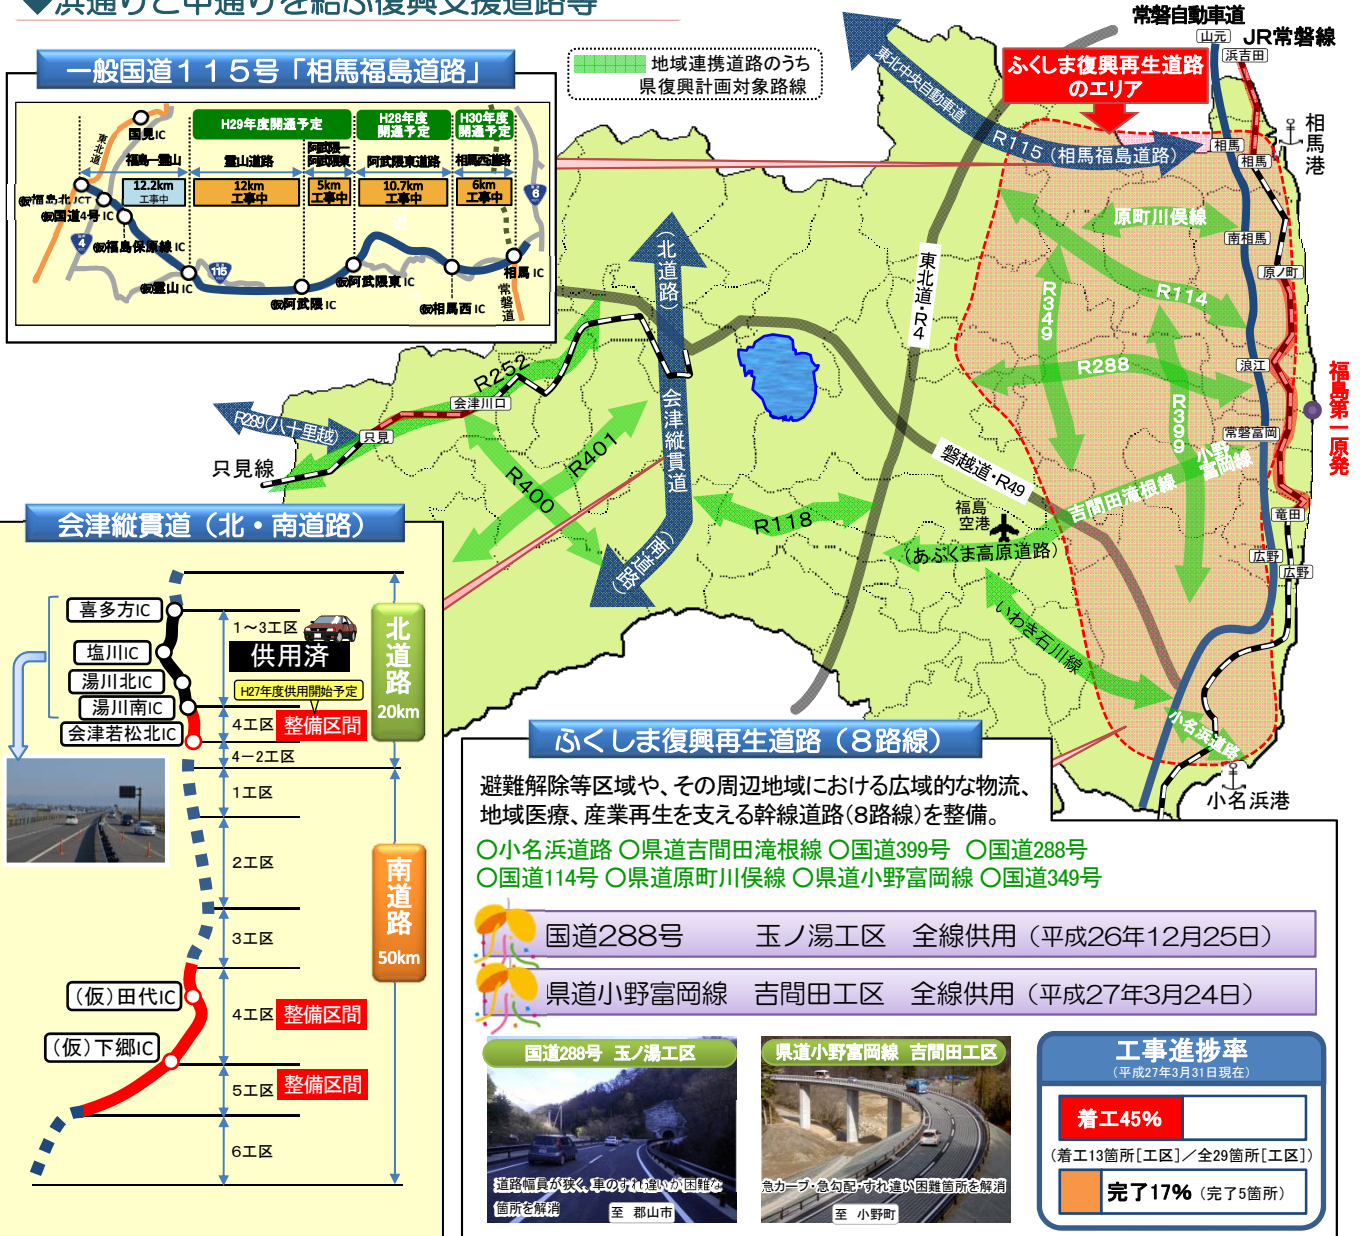 ◆浜通りと中通りを結ぶ復興支援道路等
一般国道115号「相馬福島道路」
東北道
国見IC
H29年度開通予定
H28年度
開通予定
H30年度
開通予定
福島～霊山
霊山道路
阿武隈～
阿武隈東
阿武隈東道路
相馬西道路
12.2km
工事中
12km
工事中
5km
工事中
10.7km
工事中
6km
工事中
㋕福島北JCT
㋕国道4号 IC
㋕福島保原線 IC
㋕霊山 IC
㋕阿武隈 IC
㋕阿武隈東 IC
㋕相馬西 IC
相馬 IC
常磐道
4
115
6
地域連携道路のうち
県復興計画対象路線
常磐自動車道
山元
JR常磐線
浜吉田
ふくしま復興再生道路
のエリア
東北中央自動車道
R115（相馬福島道路）
相馬
相馬
相馬港
原町川俣線
南相馬
原ノ町
R114
R349
R288
浪江
R399
福島第一原発
常磐富岡
小野
富岡線
吉間田滝根線
（あぶくま高原道路）
竜田
広野
広野
いわき石川線
小名浜道路
小名浜港
東北道・R4
磐越道・R49
福島
空港
R118
（北道路）
会津縦貫道
（南道路）
R252
会津川口
R289（八十里越）
只見
只見線
R401
R400
会津縦貫道（北・南道路）
喜多方IC
塩川IC
湯川北IC
湯川南IC
会津若松北IC
1～3工区
供用済
H27年度供用開始予定
4工区 整備区間
4－2工区
北道路
20km
1工区
2工区
3工区
南道路
50km
（仮）田代IC
4工区 整備区間
（仮）下郷IC
5工区 整備区間
6工区
ふくしま復興再生道路（8路線）
避難解除等区域や、その周辺地域における広域的な物流、
地域医療、産業再生を支える幹線道路(8路線)を整備。
○小名浜道路 ○県道吉間田滝根線 ○国道399号 ○国道288号
○国道114号 ○県道原町川俣線 ○県道小野富岡線 ○国道349号
国道288号 玉ノ湯工区 全線供用（平成26年12月25日）
県道小野富岡線 吉間田工区 全線供用（平成27年3月24日）
国道288号 玉ノ湯工区
道路幅員が狭く、車のすれ違いが困難な
箇所を解消
至 郡山市
県道小野富岡線 吉間田工区
急カーブ・急勾配・すれ違い困難箇所を解消
至 小野町
工事進捗率
（平成27年3月31日現在）
着工45%
(着工13箇所[工区]／全29箇所[工区])
完了17% （完了5箇所）